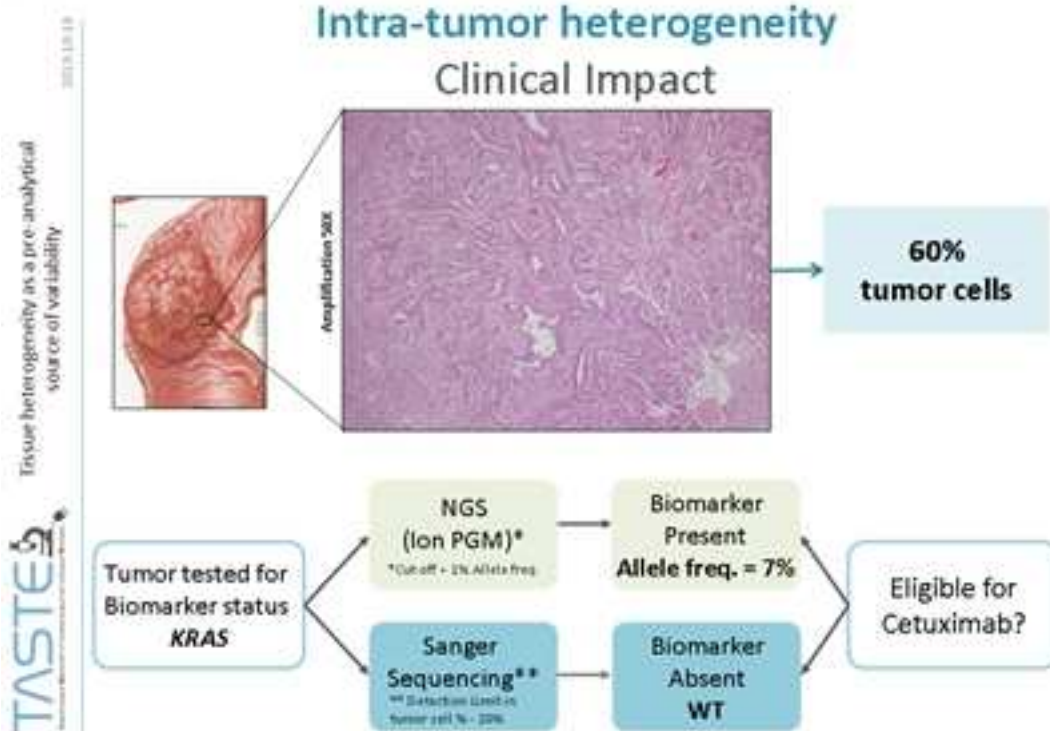 Intra-tumor heterogeneity
Clinical Impact
Tissue heterogeneity as a pre-analytical
source of variability
TASTE
Amplification 50X
60%
tumor cells
Tumor tested for
Biomarker status
KRAS
NGS
(Ion PGM)*
*Cut off = 2% Allele freq.
Biomarker
Present
Allele freq. = 7%
Sanger
Sequencing**
** Detection Limit in
tumor cell % - 20%
Biomarker
Absent
WT
Eligible for
Cetuximab?